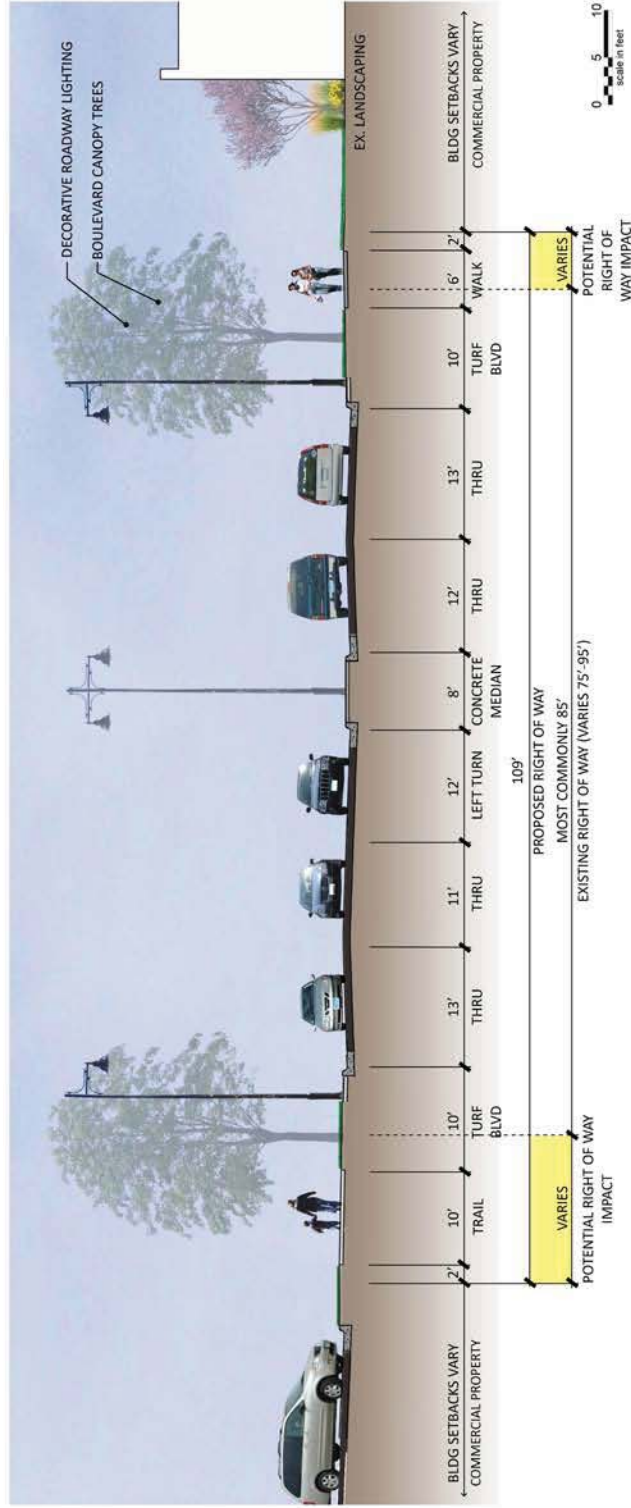 DECORATIVE ROADWAY LIGHTING
BOULEVARD CANOPY TREES
EX. LANDSCAPING
BLDG SETBACKS VARY
COMMERCIAL PROPERTY
2'
10'
TRAIL
10'
TURF
BLVD
13'
THRU
11'
THRU
12'
LEFT TURN
8'
CONCRETE
MEDIAN
12'
THRU
13'
THRU
10'
TURF
BLVD
6'
WALK
2'
BLDG SETBACKS VARY
COMMERCIAL PROPERTY
109'
PROPOSED RIGHT OF WAY
MOST COMMONLY 85'
EXISTING RIGHT OF WAY (VARIES 75'-95')
VARIES
POTENTIAL RIGHT OF WAY
IMPACT
VARIES
POTENTIAL
RIGHT OF
WAY IMPACT
0 5 10
scale in feet